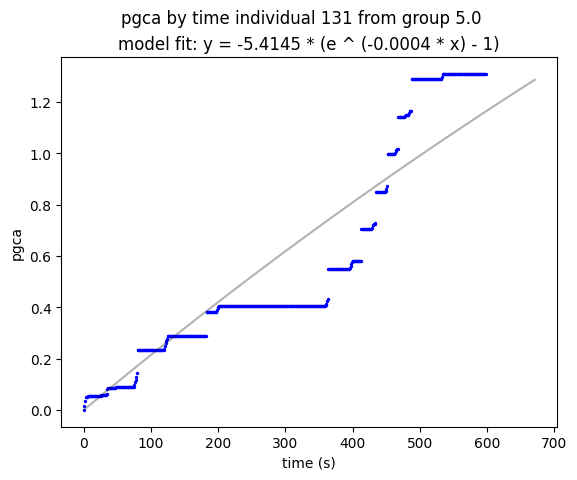 pgca by time individual 131 from group 5.0
model fit: y = -5.4145 * (e ^ (-0.0004 * x) - 1)
1.2
1.0
0.8
0.6
0.4
0.2
0.0
pgca
0 100 200 300 400 500 600 700
time (s)